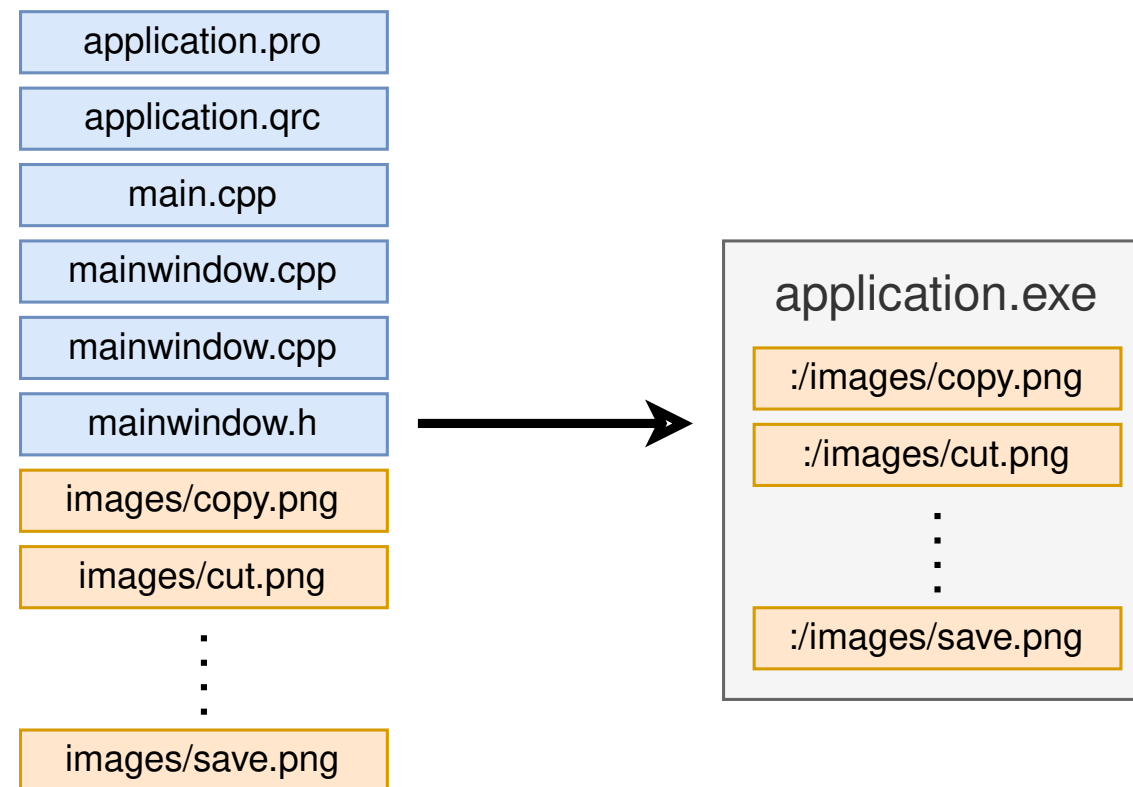 application.pro
application.qrc
main.cpp
mainwindow.cpp
mainwindow.cpp
mainwindow.h
images/copy.png
images/cut.png
images/save.png
application.exe
:/images/copy.png
:/images/cut.png
:/images/save.png